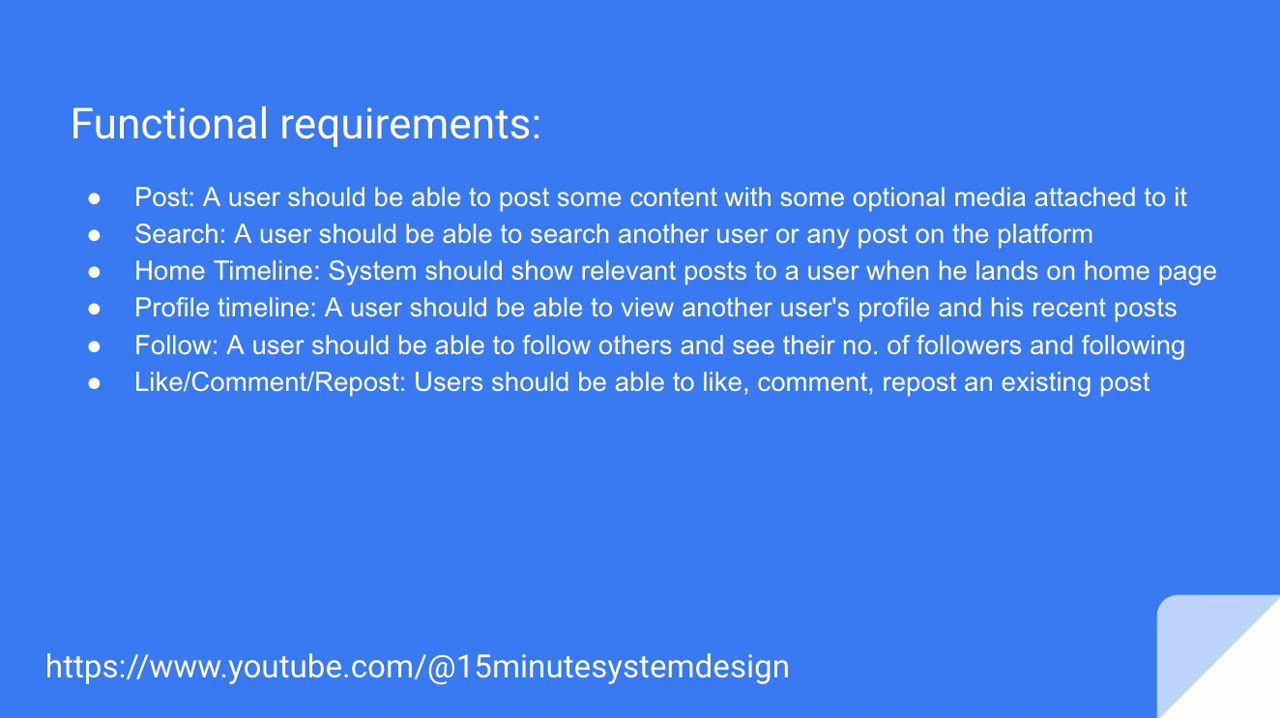 Functional requirements:
● Post: A user should be able to post some content with some optional media attached to it
● Search: A user should be able to search another user or any post on the platform
● Home Timeline: System should show relevant posts to a user when he lands on home page
● Profile timeline: A user should be able to view another user's profile and his recent posts
● Follow: A user should be able to follow others and see their no. of followers and following
● Like/Comment/Repost: Users should be able to like, comment, repost an existing post
https://www.youtube.com/@15minutesystemdesign